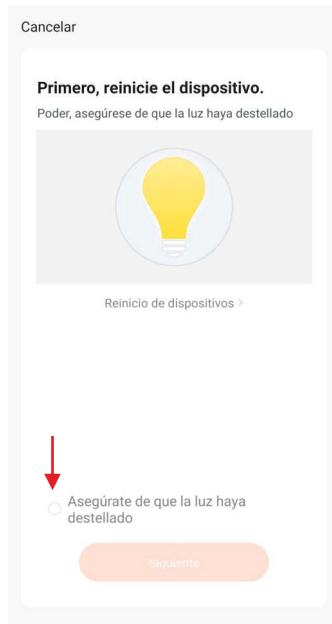 Cancelar
Primero, reinicie el dispositivo.
Poder, asegúrese de que la luz haya destellado
Reinicio de dispositivos >
Asegúrate de que la luz haya
destellado
Siguiente